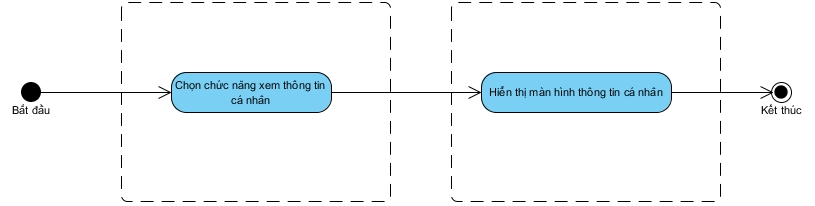 Bắt đầu
Chọn chức năng xem thông tin
cá nhân
Hiển thị màn hình thông tin cá nhân
Kết thúc